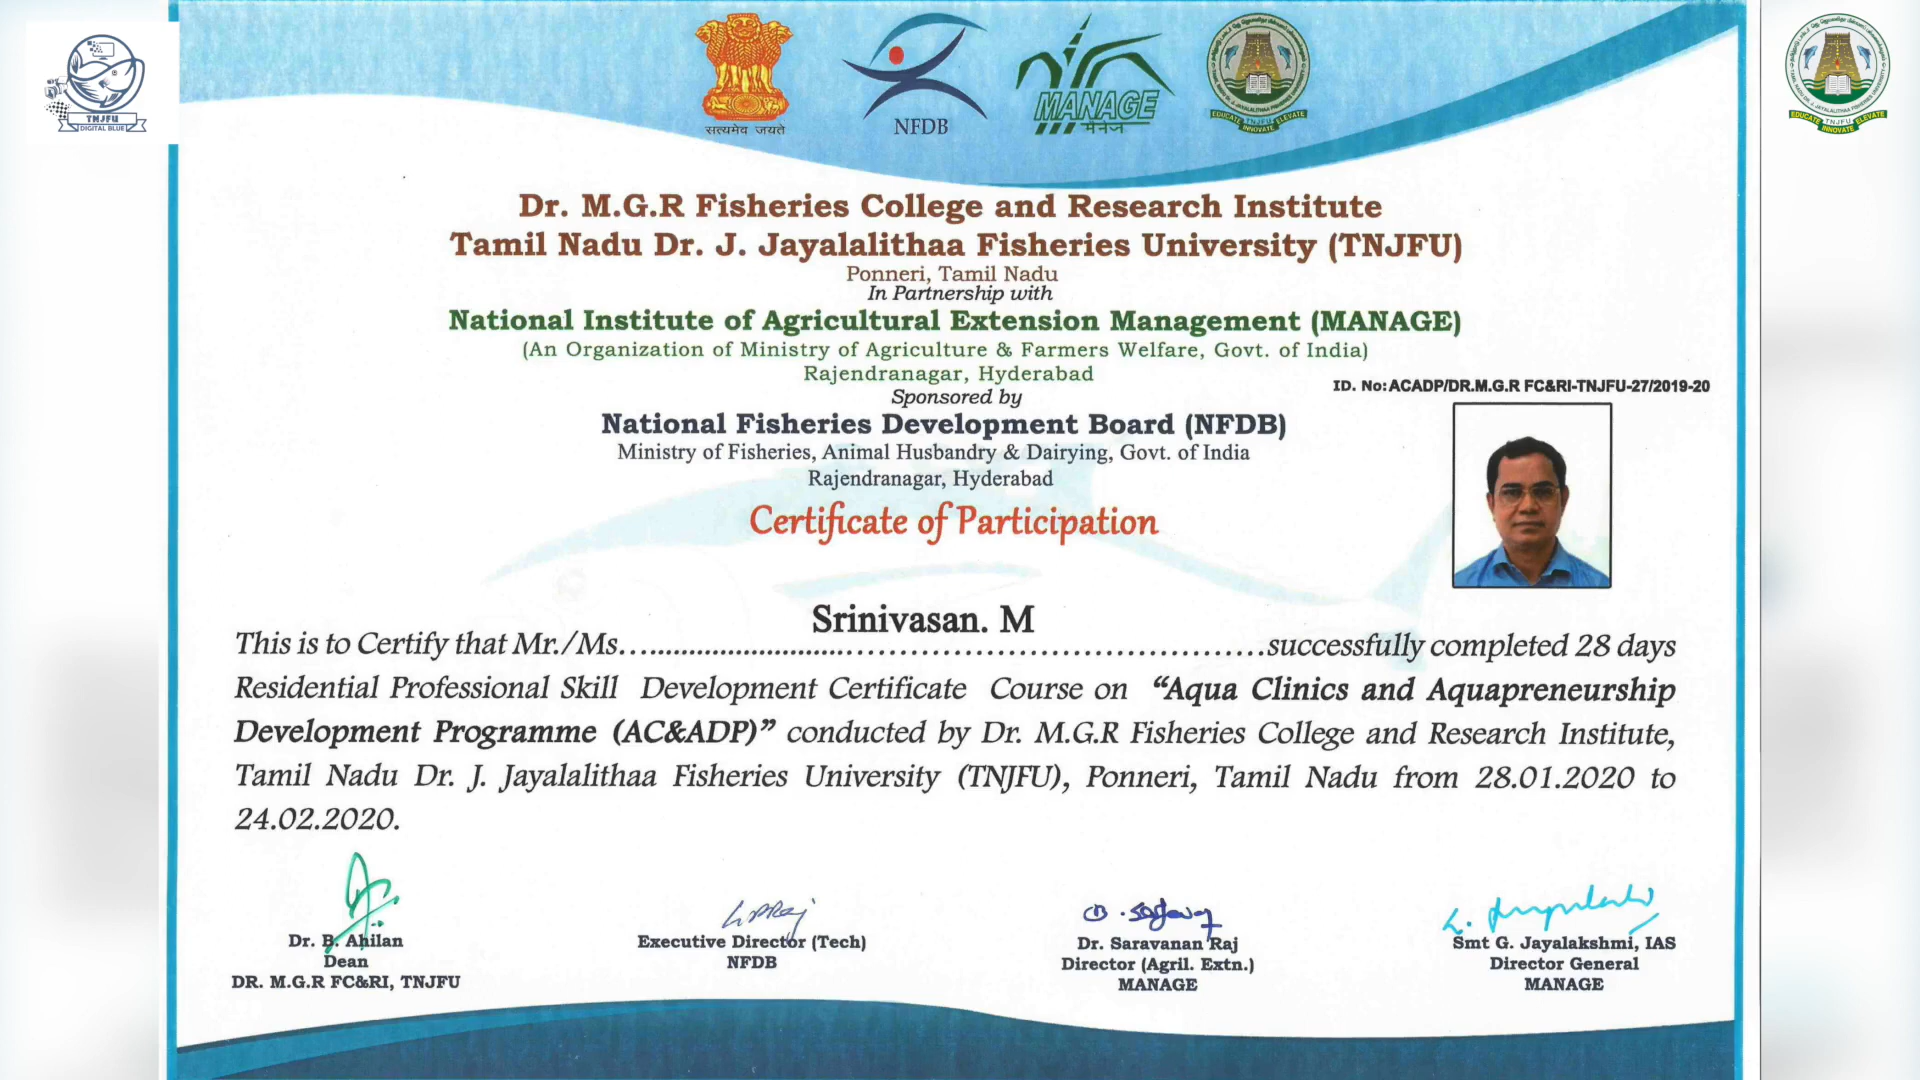 TNJFU
DIGITAL BLUE
सत्यमेव जयते
NFDB
MANAGE
मैनेज
EDUCATE TNJFU ELEVATE
INNOVATE
TNJFU
EDUCATE INNOVATE ELEVATE
Dr. M.G.R Fisheries College and Research Institute
Tamil Nadu Dr. J. Jayalalithaa Fisheries University (TNJFU)
Ponneri, Tamil Nadu
In Partnership with
National Institute of Agricultural Extension Management (MANAGE)
(An Organization of Ministry of Agriculture & Farmers Welfare, Govt. of India)
Rajendranagar, Hyderabad
ID. No:ACADP/DR.M.G.R FC&RI-TNJFU-27/2019-20
Sponsored by
National Fisheries Development Board (NFDB)
Ministry of Fisheries, Animal Husbandry & Dairying, Govt. of India
Rajendranagar, Hyderabad
Certificate of Participation
Srinivasan. M
This is to Certify that Mr./Ms..............................................................................successfully completed 28 days
Residential Professional Skill Development Certificate Course on “Aqua Clinics and Aquapreneurship
Development Programme (AC&ADP)” conducted by Dr. M.G.R Fisheries College and Research Institute,
Tamil Nadu Dr. J. Jayalalithaa Fisheries University (TNJFU), Ponneri, Tamil Nadu from 28.01.2020 to
24.02.2020.
Dr. B. Ahilan
Dean
DR. M.G.R FC&RI, TNJFU
Executive Director (Tech)
NFDB
Dr. Saravanan Raj
Director (Agril. Extn.)
MANAGE
Smt G. Jayalakshmi, IAS
Director General
MANAGE